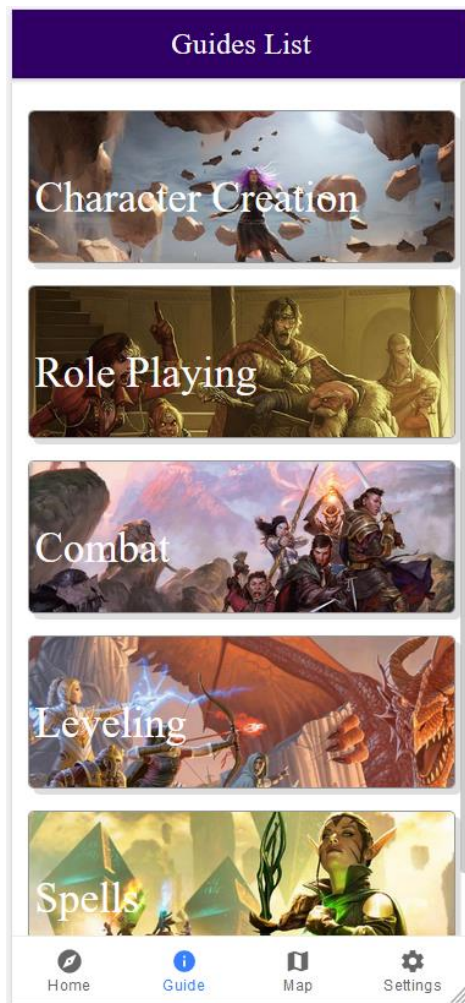 Guides List
Character Creation
Role Playing
Combat
Leveling
Spells
Home Guide Map Settings